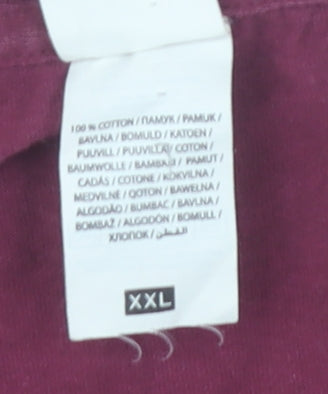 100 % COTTON / ПАМУК / PAMUK /
BAVLNA / BOMULD / KATOEN /
PUUVILL / PUUVILLA / COTON /
BAUMWOLLE / ΒΑΜΒΑΚΙ / PAMUT /
CADÁS / COTONE / KOKVILNA /
MEDVILNĖ / QOTON / BAWEŁNA /
ALGODÃO / BUMBAC / BAVLNA /
BOMBAŽ / ALGODÓN / BOMULL /
ХЛОПОК / القطن
XXL